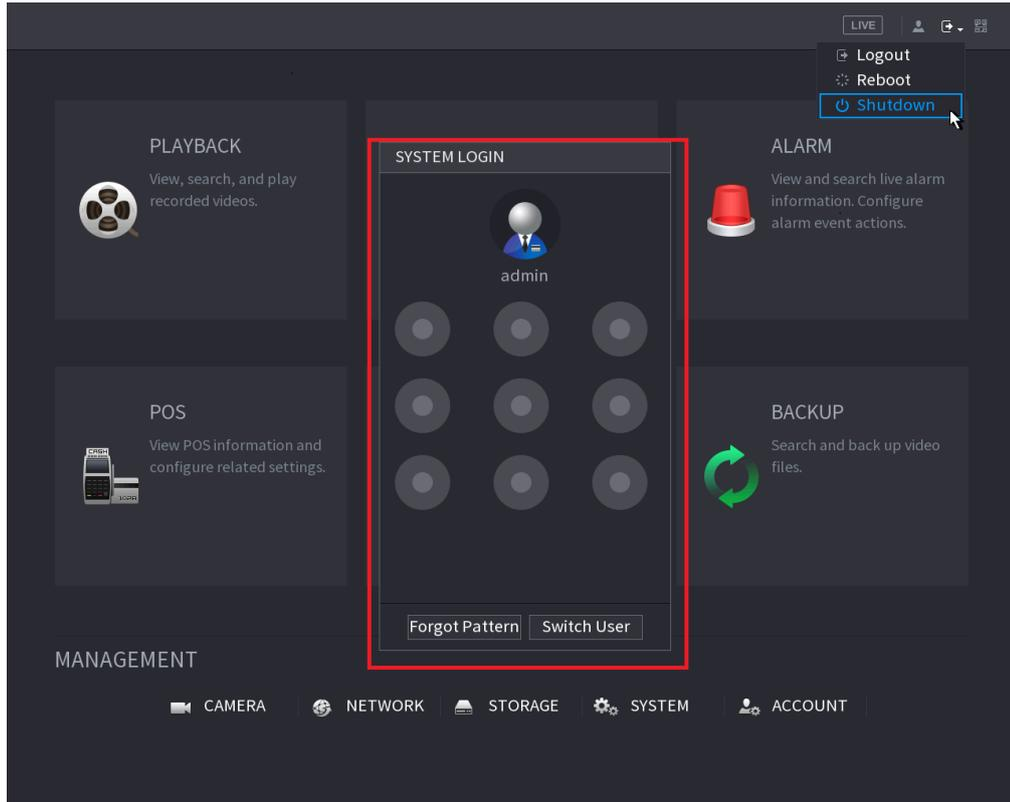 LIVE
Logout
Reboot
Shutdown
PLAYBACK
View, search, and play
recorded videos.
SYSTEM LOGIN
admin
Forgot Pattern
Switch User
ALARM
View and search live alarm
information. Configure
alarm event actions.
POS
View POS information and
configure related settings.
CASH
BACKUP
Search and back up video
files.
MANAGEMENT
CAMERA
NETWORK
STORAGE
SYSTEM
ACCOUNT